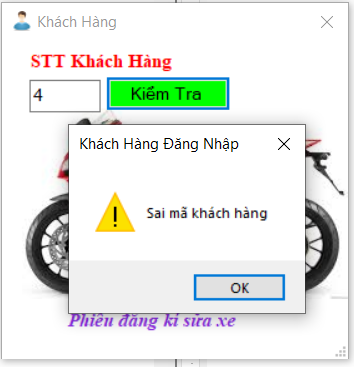 Khách Hàng
STT Khách Hàng
4
Kiểm Tra
Khách Hàng Đăng Nhập
Sai mã khách hàng
OK
Phiếu đăng kí sửa xe